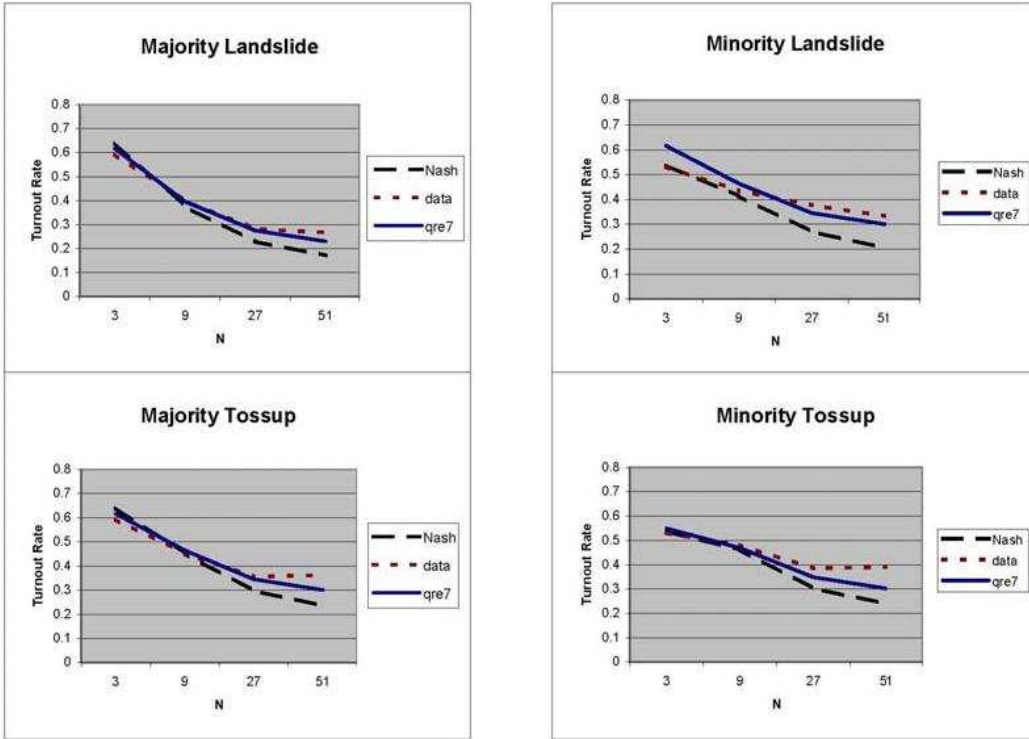 Majority Landslide
Turnout Rate
0.8
0.7
0.6
0.5
0.4
0.3
0.2
0.1
0
3 9 27 51
N
Nash
data
qre7
Minority Landslide
Turnout Rate
0.8
0.7
0.6
0.5
0.4
0.3
0.2
0.1
0
3 9 27 51
N
Nash
data
qre7
Majority Tossup
Turnout Rate
0.8
0.7
0.6
0.5
0.4
0.3
0.2
0.1
0
3 9 27 51
N
Nash
data
qre7
Minority Tossup
Turnout Rate
0.8
0.7
0.6
0.5
0.4
0.3
0.2
0.1
0
3 9 27 51
N
Nash
data
qre7